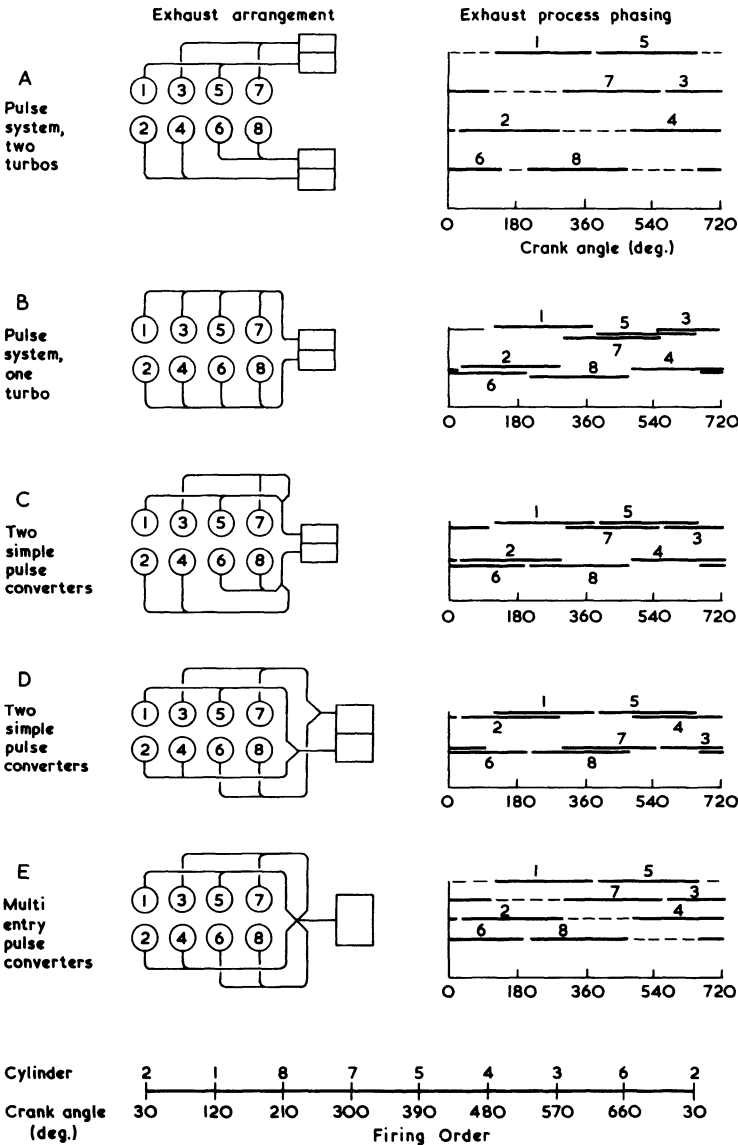 Exhaust arrangement
Exhaust process phasing
A
Pulse
system,
two
turbos
1 3 5 7
2 4 6 8
1 5
7 3
2 4
6 8
0 180 360 540 720
Crank angle (deg.)
B
Pulse
system,
one
turbo
1 3 5 7
2 4 6 8
1 5 3
7
2 8 4
6
0 180 360 540 720
C
Two
simple
pulse
converters
1 3 5 7
2 4 6 8
1 5
7 3
2 4
6 8
0 180 360 540 720
D
Two
simple
pulse
converters
1 3 5 7
2 4 6 8
1 5
2 4
7 3
6 8
0 180 360 540 720
E
Multi
entry
pulse
converters
1 3 5 7
2 4 6 8
1 5
7 3
2 4
6 8
0 180 360 540 720
Cylinder 2 1 8 7 5 4 3 6 2
Crank angle 30 120 210 300 390 480 570 660 30
(deg.)
Firing Order